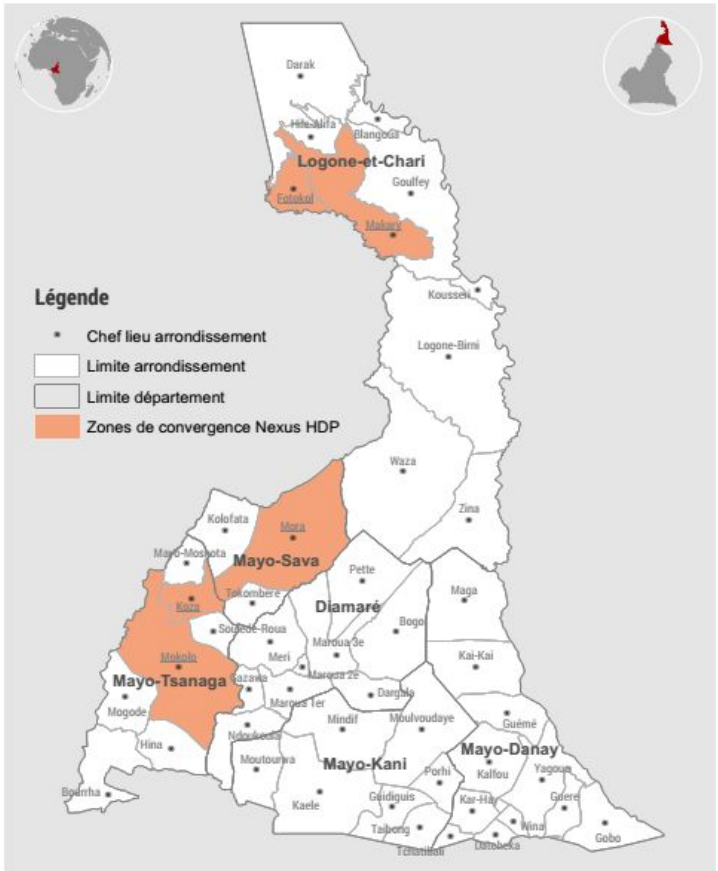 Darak
Hile-Alifa
Blangoua
Logone-et-Chari
Goulfey
Fotokol
Makary
Kousseri
Légende
Chef lieu arrondissement
Limite arrondissement
Limite département
Zones de convergence Nexus HDP
Logone-Birni
Waza
Zina
Kolofata
Mora
Mayo-Moskota
Mayo-Sava
Pette
Koza
Tokombere
Diamaré
Maga
Bogo
Soulede-Roua
Maroua 3e
Meri
Kai-Kai
Mokolo
Mayo-Tsanaga
Gazawa
Maroua 2e
Maroua 1er
Dargala
Mogode
Mindif
Moulvoudaye
Guémé
Ndoukoula
Hina
Mayo-Danay
Moutourwa
Mayo-Kani
Kalfou
Yagoua
Porhi
Bourrha
Kaele
Guidiguis
Kar-Hay
Guere
Taibong
Wina
Gobo
Tchatibali
Datcheka